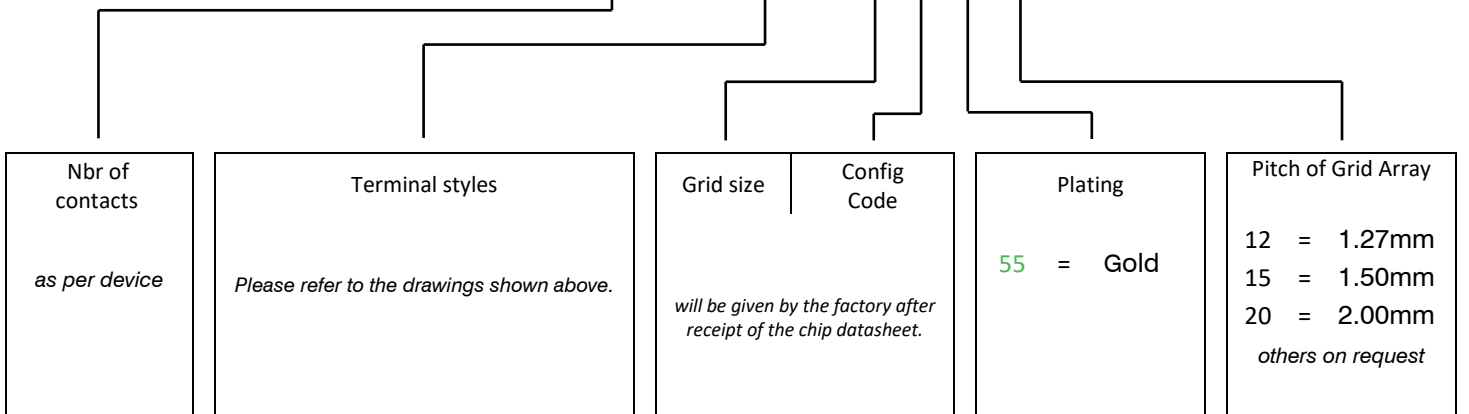 Nbr of
contacts
as per device
Terminal styles
Please refer to the drawings shown above.
Grid size
Config
Code
will be given by the factory after
receipt of the chip datasheet.
Plating
55 = Gold
Pitch of Grid Array
12 = 1.27mm
15 = 1.50mm
20 = 2.00mm
others on request